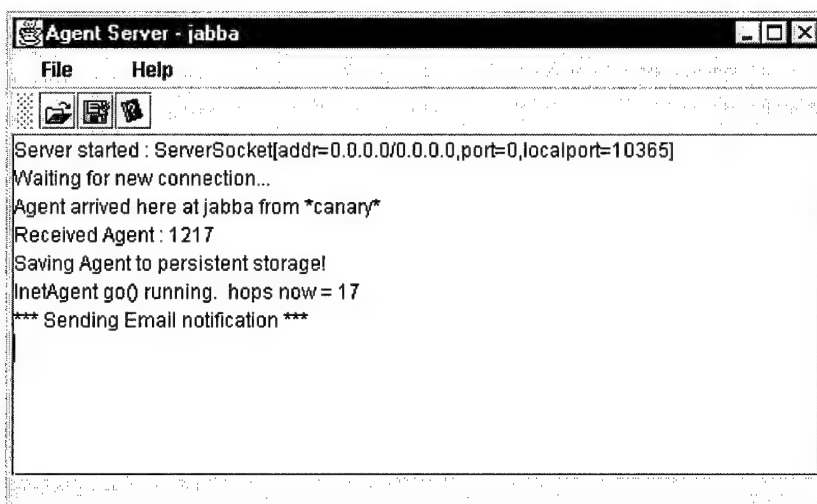 Agent Server - jabba
File Help
Server started : ServerSocket[addr=0.0.0.0/0.0.0.0,port=0,localport=10365]
Waiting for new connection...
Agent arrived here at jabba from *canary*
Received Agent : 1217
Saving Agent to persistent storage!
InetAgent go() running. hops now = 17
*** Sending Email notification ***